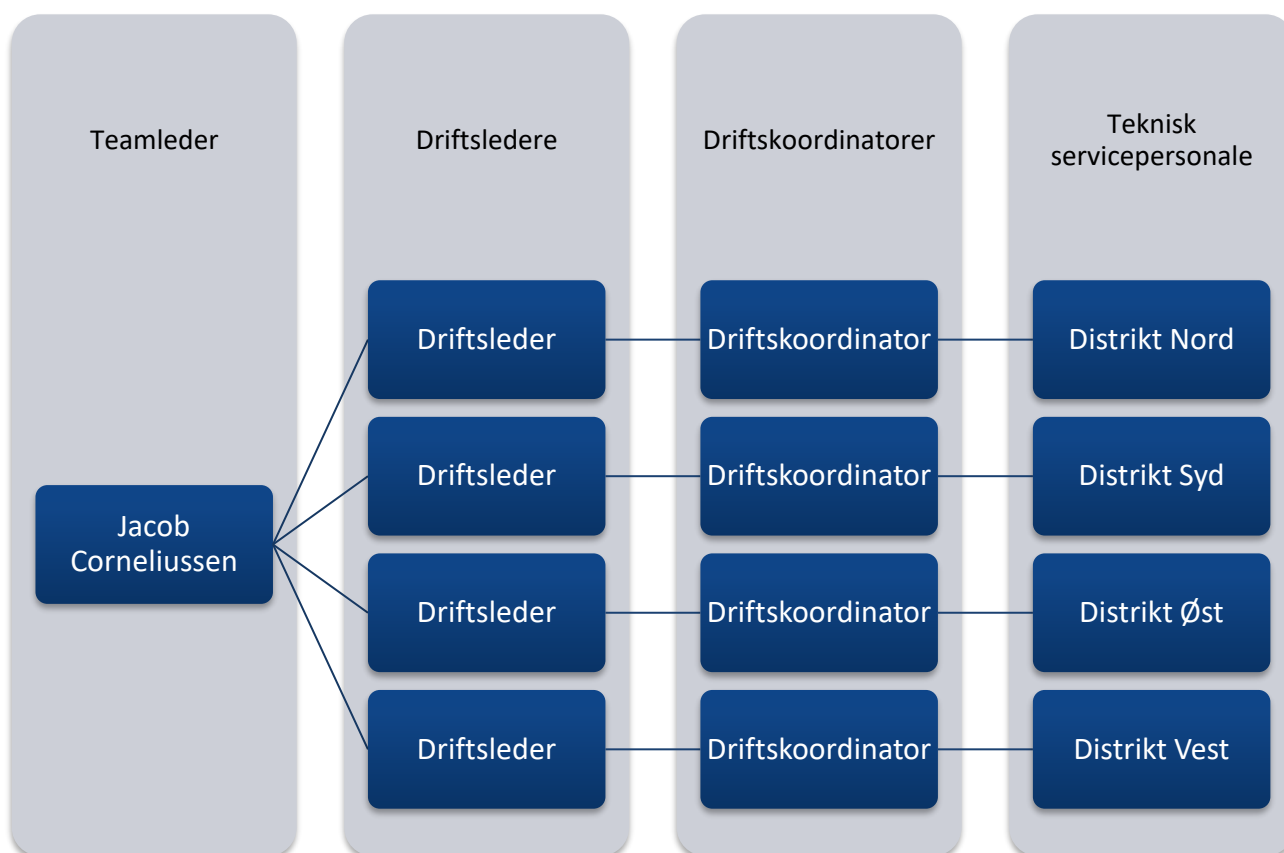 Teamleder
Driftsledere
Driftskoordinatorer
Teknisk
servicepersonale
Jacob
Corneliussen
Driftsleder
Driftskoordinator
Distrikt Nord
Driftsleder
Driftskoordinator
Distrikt Syd
Driftsleder
Driftskoordinator
Distrikt Øst
Driftsleder
Driftskoordinator
Distrikt Vest